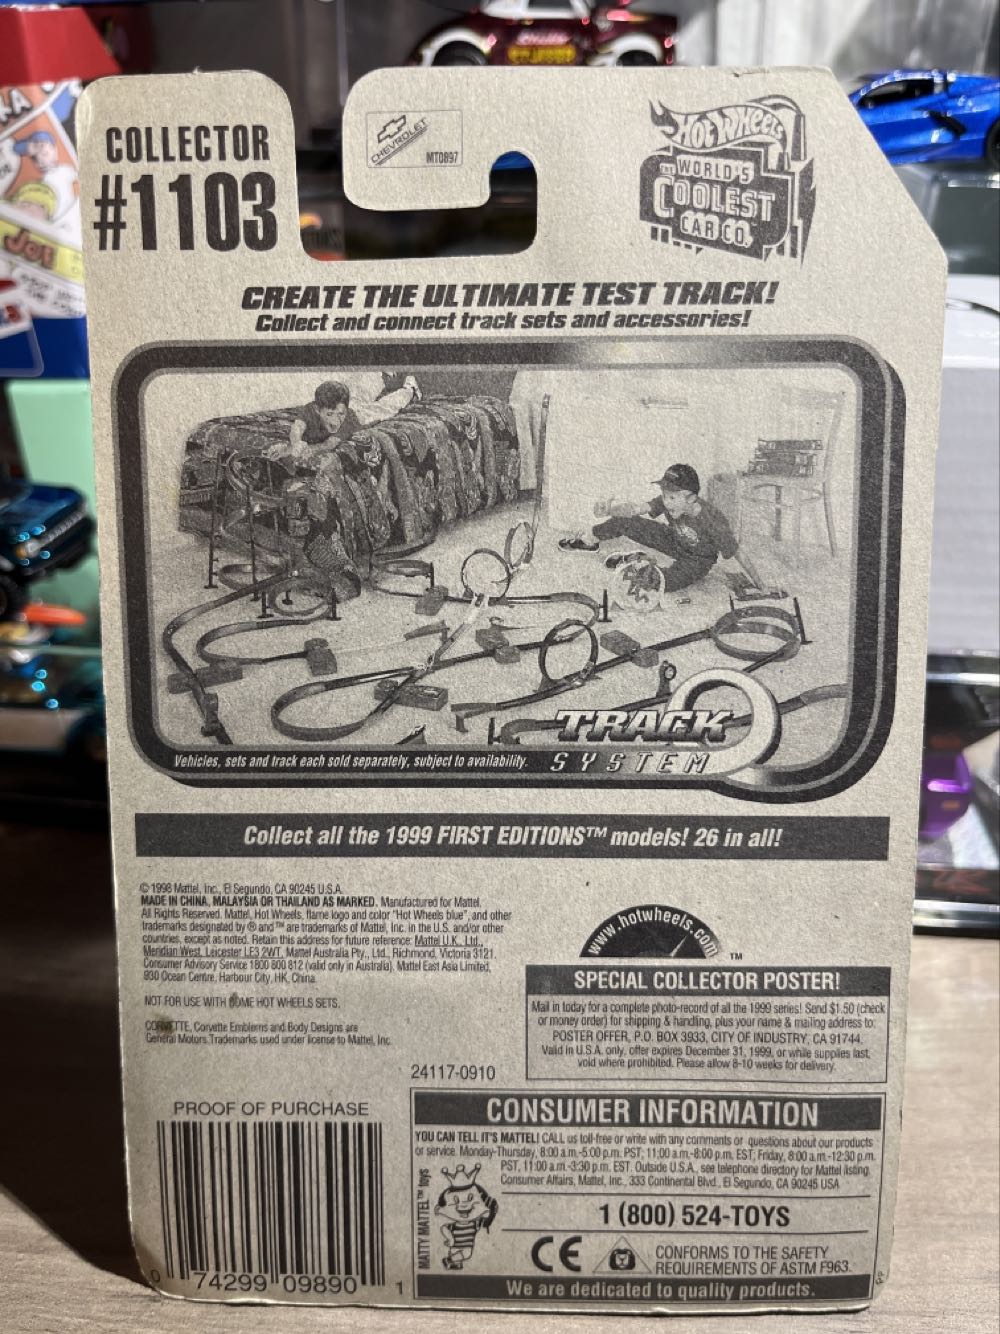 COLLECTOR
#1103
CHEVROLET
MT0897
HOT WHEELS
THE WORLD'S
COOLEST
CAR CO.
CREATE THE ULTIMATE TEST TRACK!
Collect and connect track sets and accessories!
TRACK
SYSTEM
Vehicles, sets and track each sold separately, subject to availability.
Collect all the 1999 FIRST EDITIONS™ models! 26 in all!
© 1998 Mattel, Inc., El Segundo, CA 90245 U.S.A.
MADE IN CHINA, MALAYSIA OR THAILAND AS MARKED. Manufactured for Mattel.
All Rights Reserved. Mattel, Hot Wheels, flame logo and color "Hot Wheels blue", and other
trademarks designated by ® and ™ are trademarks of Mattel, Inc. in the U.S. and/or other
countries, except as noted. Retain this address for future reference: Mattel U.K., Ltd.,
Meridian West, Leicester LE3 2WT. Mattel Australia Pty., Ltd., Richmond, Victoria 3121.
Consumer Advisory Service 1800 800 812 (valid only in Australia). Mattel East Asia Limited,
930 Ocean Centre, Harbour City, HK, China.
NOT FOR USE WITH SOME HOT WHEELS SETS.
CORVETTE, Corvette Emblems and Body Designs are
General Motors Trademarks used under license to Mattel, Inc.
24117-0910
www.hotwheels.com
™
SPECIAL COLLECTOR POSTER!
Mail in today for a complete photo-record of all the 1999 series! Send $1.50 (check
or money order) for shipping & handling, plus your name & mailing address to:
POSTER OFFER, P.O. BOX 3933, CITY OF INDUSTRY, CA 91744.
Valid in U.S.A. only, offer expires December 31, 1999, or while supplies last,
void where prohibited. Please allow 8-10 weeks for delivery.
PROOF OF PURCHASE
0 74299 09890 1
CONSUMER INFORMATION
YOU CAN TELL IT'S MATTEL! CALL us toll-free or write with any comments or questions about our products
or service. Monday-Thursday, 8:00 a.m.-5:00 p.m. PST; 11:00 a.m.-8:00 p.m. EST; Friday, 8:00 a.m.-12:30 p.m.
PST, 11:00 a.m.-3:30 p.m. EST. Outside U.S.A., see telephone directory for Mattel listing.
Consumer Affairs, Mattel, Inc., 333 Continental Blvd., El Segundo, CA 90245 USA
MATTY MATTEL™ toys
1 (800) 524-TOYS
CE
CONFORMS TO THE SAFETY
REQUIREMENTS OF ASTM F963.
We are dedicated to quality products.